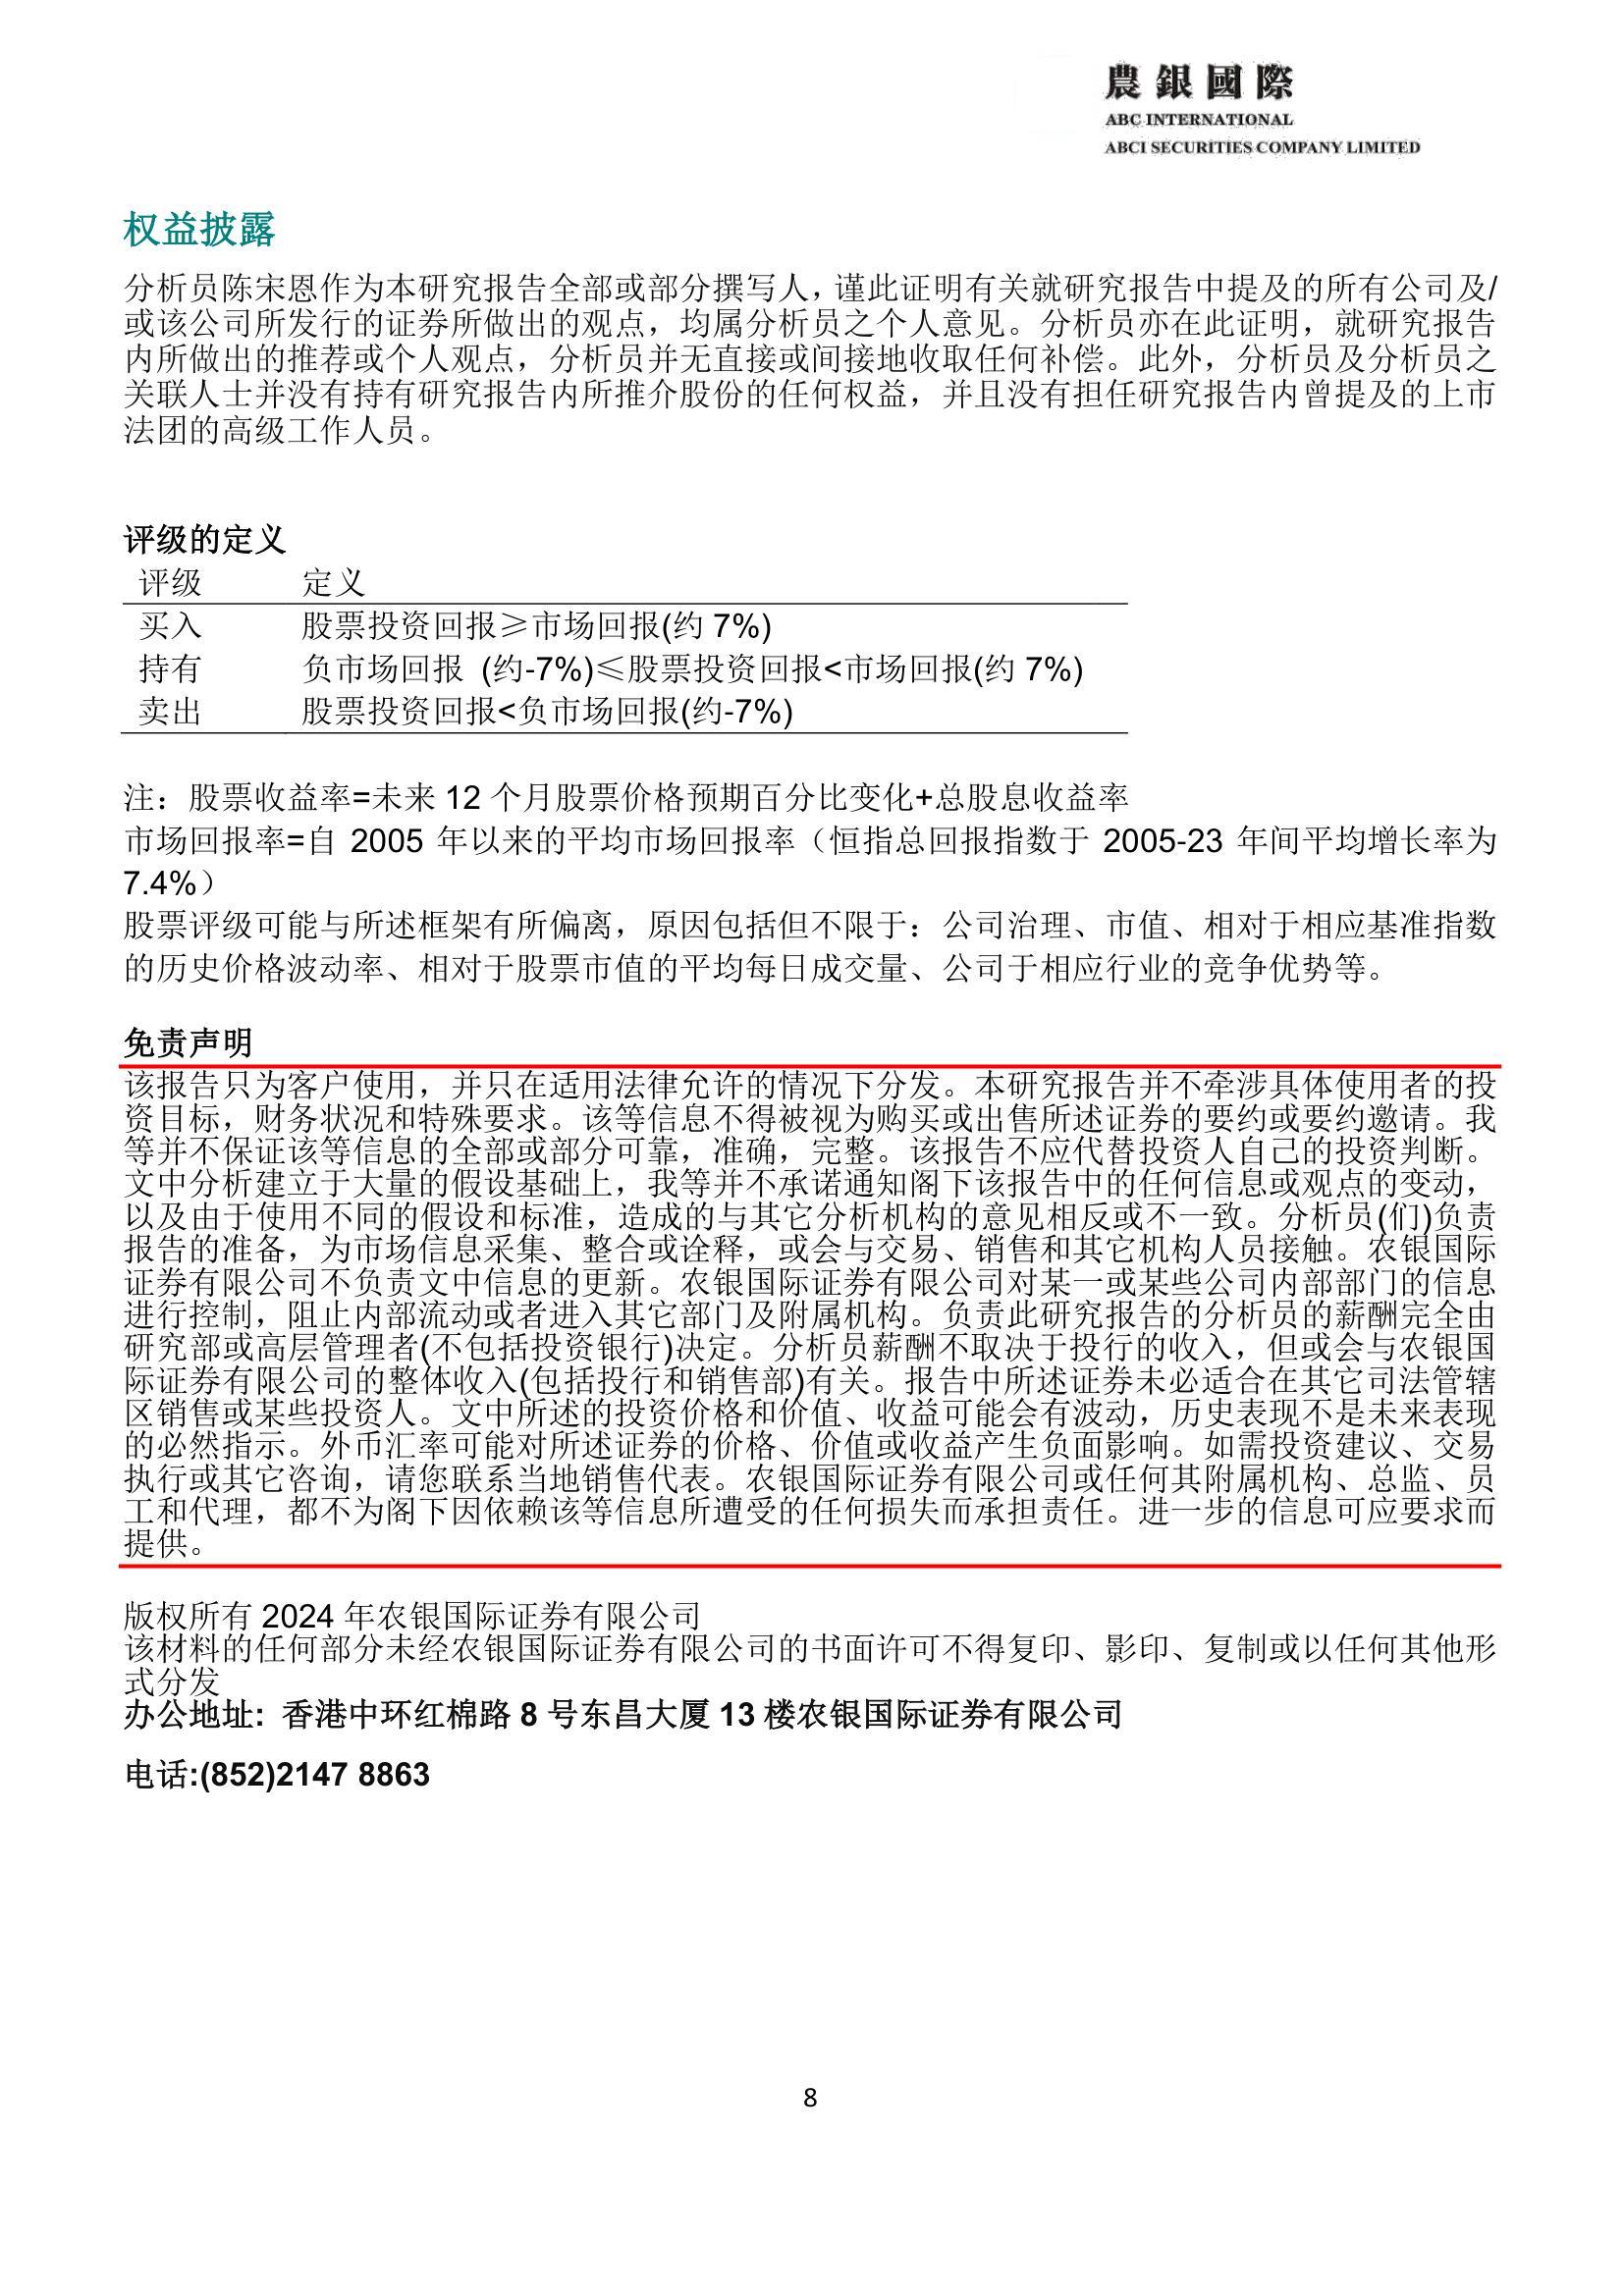 農銀國際
ABC INTERNATIONAL
ABCI SECURITIES COMPANY LIMITED
权益披露
分析员陈宋恩作为本研究报告全部或部分撰写人，谨此证明有关就研究报告中提及的所有公司及/
或该公司所发行的证券所做出的观点，均属分析员之个人意见。分析员亦在此证明，就研究报告
内所做出的推荐或个人观点，分析员并无直接或间接地收取任何补偿。此外，分析员及分析员之
关联人士并没有持有研究报告内所推介股份的任何权益，并且没有担任研究报告内曾提及的上市
法团的高级工作人员。
评级的定义
评级 定义
买入 股票投资回报≥市场回报(约 7%)
持有 负市场回报 (约-7%)≤股票投资回报<市场回报(约 7%)
卖出 股票投资回报<负市场回报(约-7%)
注：股票收益率=未来 12 个月股票价格预期百分比变化+总股息收益率
市场回报率=自 2005 年以来的平均市场回报率（恒指总回报指数于 2005-23 年间平均增长率为
7.4%）
股票评级可能与所述框架有所偏离，原因包括但不限于：公司治理、市值、相对于相应基准指数
的历史价格波动率、相对于股票市值的平均每日成交量、公司于相应行业的竞争优势等。
免责声明
该报告只为客户使用，并只在适用法律允许的情况下分发。本研究报告并不牵涉具体使用者的投
资目标，财务状况和特殊要求。该等信息不得被视为购买或出售所述证券的要约或要约邀请。我
等并不保证该等信息的全部或部分可靠，准确，完整。该报告不应代替投资人自己的投资判断。
文中分析建立于大量的假设基础上，我等并不承诺通知阁下该报告中的任何信息或观点的变动，
以及由于使用不同的假设和标准，造成的与其它分析机构的意见相反或不一致。分析员(们)负责
报告的准备，为市场信息采集、整合或诠释，或会与交易、销售和其它机构人员接触。农银国际
证券有限公司不负责文中信息的更新。农银国际证券有限公司对某一或某些公司内部部门的信息
进行控制，阻止内部流动或者进入其它部门及附属机构。负责此研究报告的分析员的薪酬完全由
研究部或高层管理者(不包括投资银行)决定。分析员薪酬不取决于投行的收入，但或会与农银国
际证券有限公司的整体收入(包括投行和销售部)有关。报告中所述证券未必适合在其它司法管辖
区销售或某些投资人。文中所述的投资价格和价值、收益可能会有波动，历史表现不是未来表现
的必然指示。外币汇率可能对所述证券的价格、价值或收益产生负面影响。如需投资建议、交易
执行或其它咨询，请您联系当地销售代表。农银国际证券有限公司或任何其附属机构、总监、员
工和代理，都不为阁下因依赖该等信息所遭受的任何损失而承担责任。进一步的信息可应要求而
提供。
版权所有 2024 年农银国际证券有限公司
该材料的任何部分未经农银国际证券有限公司的书面许可不得复印、影印、复制或以任何其他形
式分发
办公地址: 香港中环红棉路 8 号东昌大厦 13 楼农银国际证券有限公司
电话:(852)2147 8863
8